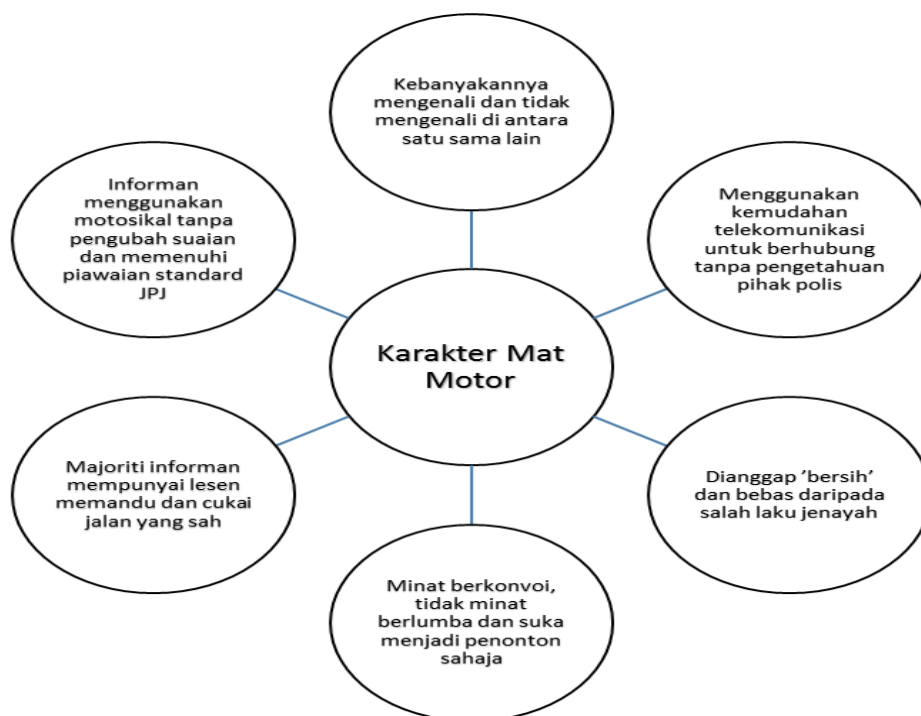 Kebanyakannya
mengenali dan tidak
mengenali di antara
satu sama lain
Informan
menggunakan
motosikal tanpa
pengubah suaian
dan memenuhi
piawaian standard
JPJ
Menggunakan
kemudahan
telekomunikasi
untuk berhubung
tanpa pengetahuan
pihak polis
Karakter Mat
Motor
Majoriti informan
mempunyai lesen
memandu dan cukai
jalan yang sah
Dianggap 'bersih'
dan bebas daripada
salah laku jenayah
Minat berkonvoi,
tidak minat
berlumba dan suka
menjadi penonton
sahaja